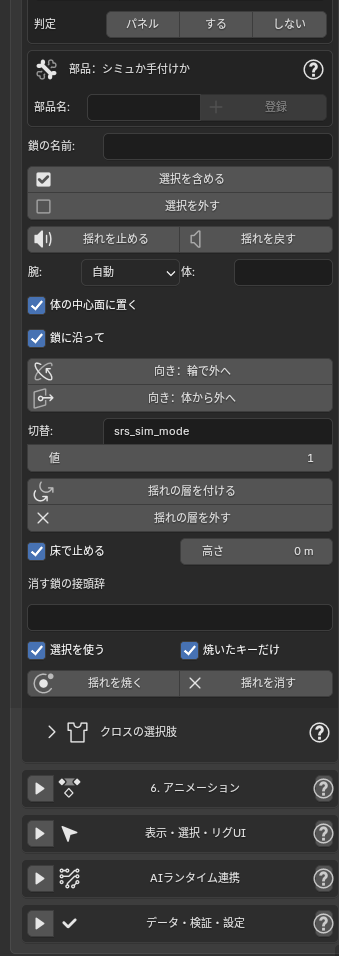 判定 パネル する しない
部品: シミュか手付けか
部品名: 登録
鎖の名前:
選択を含める
選択を外す
揺れを止める 揺れを戻す
腕: 自動 体:
体の中心面に置く
鎖に沿って
向き: 輪で外へ
向き: 体から外へ
切替: srs_sim_mode
値 1
揺れの層を付ける
揺れの層を外す
床で止める 高さ 0 m
消す鎖の接頭辞
選択を使う 焼いたキーだけ
揺れを焼く 揺れを消す
クロスの選択肢
6. アニメーション
表示・選択・リグUI
AIランタイム連携
データ・検証・設定